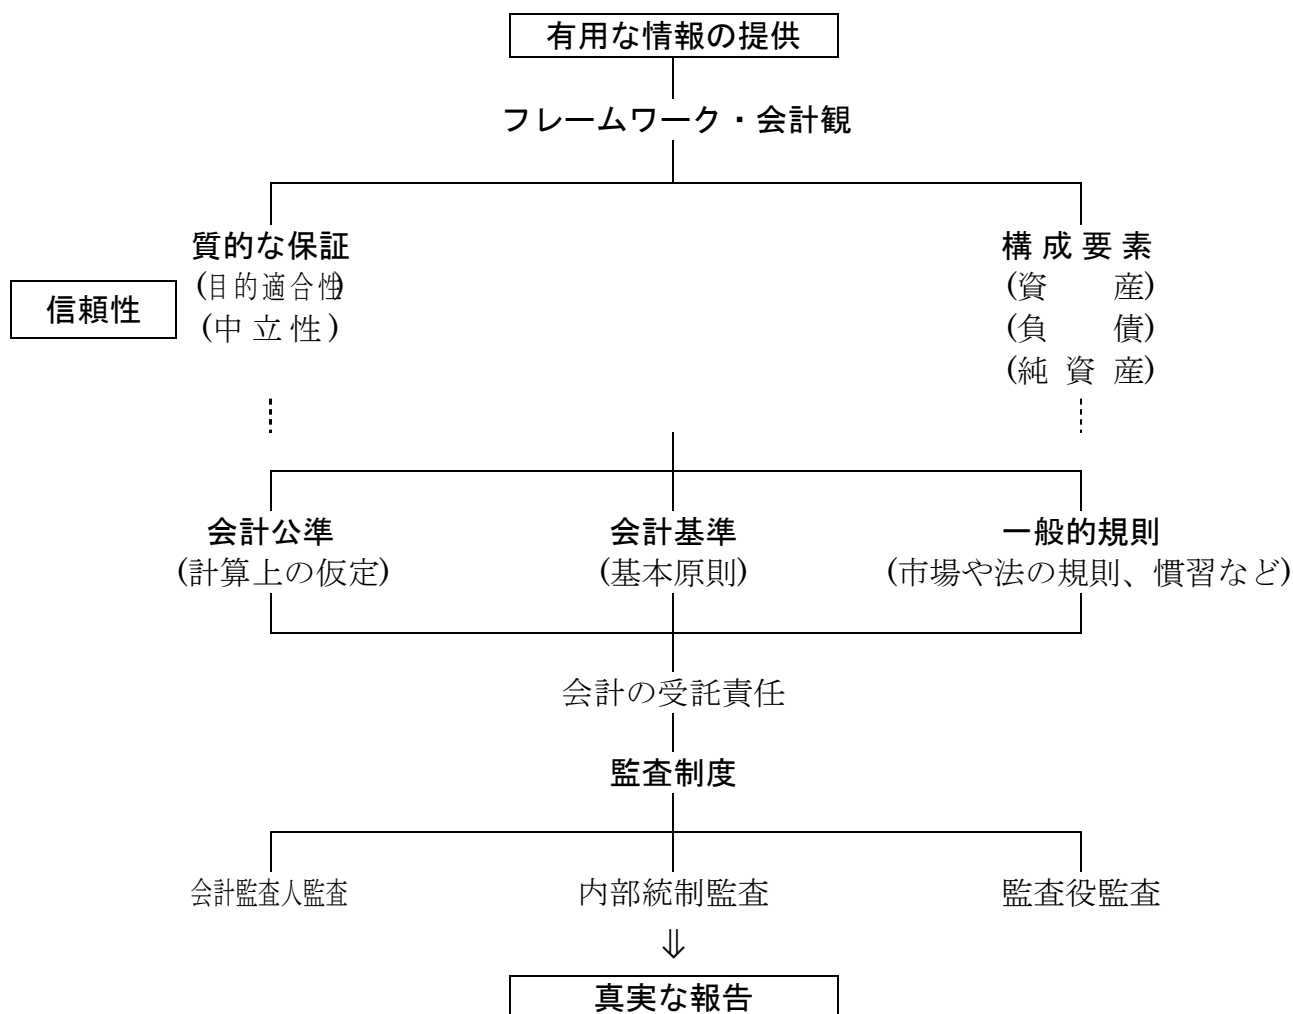 有用な情報の提供
フレームワーク・会計観
質的な保証
(目的適合性)
(中立性)
信頼性
構成要素
(資　　産)
(負　　債)
(純 資 産)
会計公準
(計算上の仮定)
会計基準
(基本原則)
一般的規則
(市場や法の規則、慣習など)
会計の受託責任
監査制度
会計監査人監査
内部統制監査
監査役監査
⇓
真実な報告